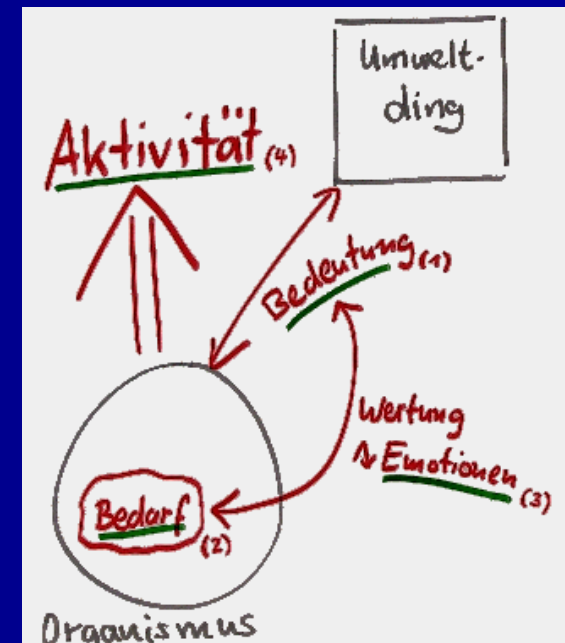 Umwelt-
ding
Aktivität (4)
Bedeutung (1)
Wertung
↳ Emotionen (3)
Bedarf (2)
Organismus